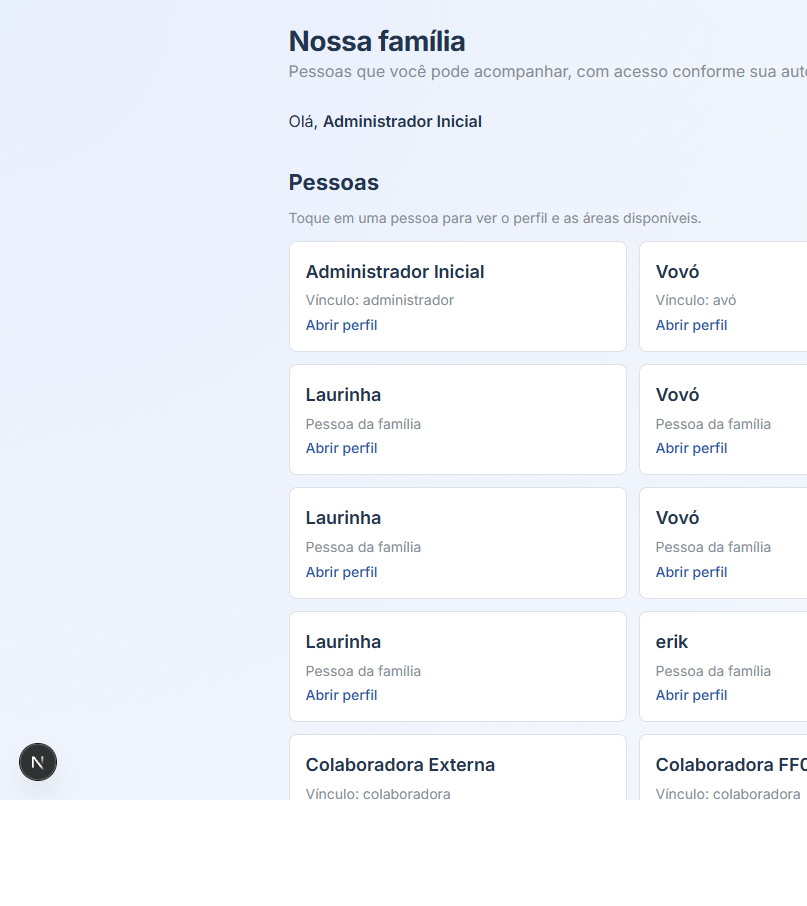 Nossa família
Pessoas que você pode acompanhar, com acesso conforme sua
Olá, Administrador Inicial
Pessoas
Toque em uma pessoa para ver o perfil e as áreas disponíveis.
Administrador Inicial
Vínculo: administrador
Abrir perfil
Vovó
Vínculo: avó
Abrir perfil
Laurinha
Pessoa da família
Abrir perfil
Vovó
Pessoa da família
Abrir perfil
Laurinha
Pessoa da família
Abrir perfil
Vovó
Pessoa da família
Abrir perfil
Laurinha
Pessoa da família
Abrir perfil
erik
Pessoa da família
Abrir perfil
Colaboradora Externa
Vínculo: colaboradora
Colaboradora
Vínculo: colaboradora
N